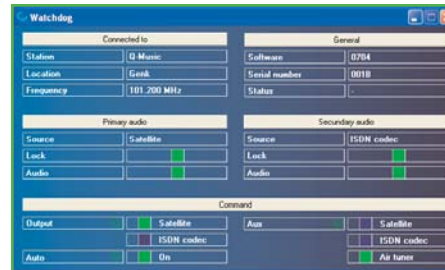 Watchdog
Connected to
Station Q-Music
Location Genk
Frequency 101.200 MHz
General
Software 0704
Serial number 0018
Status -
Primary audio
Source Satellite
Lock
Audio
Secundary audio
Source ISDN codec
Lock
Audio
Command
Output Satellite
ISDN codec
Auto On
Aux Satellite
ISDN codec
Air tuner